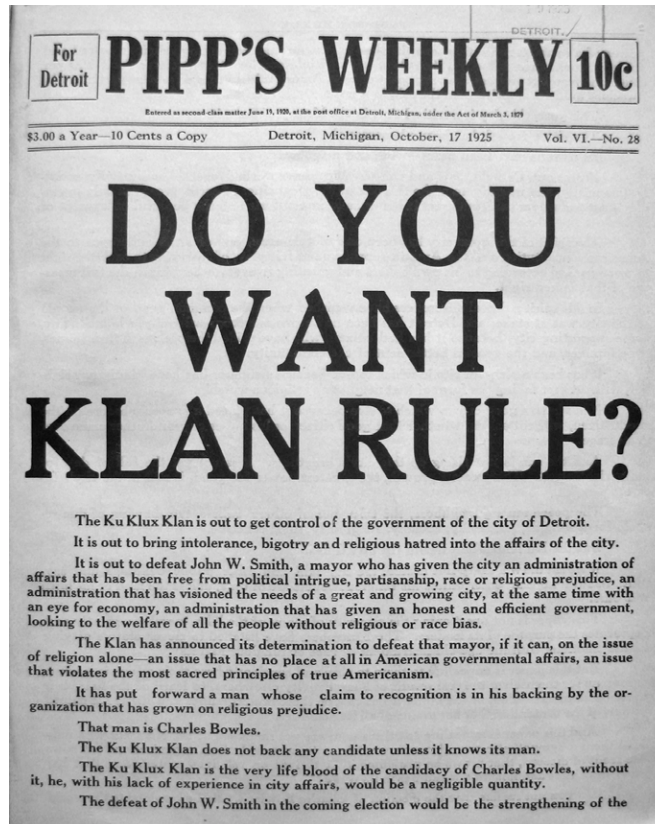 DETROIT.
For
Detroit
PIPP'S WEEKLY
10c
Entered as second-class matter June 19, 1920, at the post office at Detroit, Michigan, under the Act of March 3, 1879
$3.00 a Year—10 Cents a Copy Detroit, Michigan, October, 17 1925 Vol. VI.—No. 28
DO YOU
WANT
KLAN RULE?
The Ku Klux Klan is out to get control of the government of the city of Detroit.
It is out to bring intolerance, bigotry and religious hatred into the affairs of the city.
It is out to defeat John W. Smith, a mayor who has given the city an administration of
affairs that has been free from political intrigue, partisanship, race or religious prejudice, an
administration that has visioned the needs of a great and growing city, at the same time with
an eye for economy, an administration that has given an honest and efficient government,
looking to the welfare of all the people without religious or race bias.
The Klan has announced its determination to defeat that mayor, if it can, on the issue
of religion alone—an issue that has no place at all in American governmental affairs, an issue
that violates the most sacred principles of true Americanism.
It has put forward a man whose claim to recognition is in his backing by the or-
ganization that has grown on religious prejudice.
That man is Charles Bowles.
The Ku Klux Klan does not back any candidate unless it knows its man.
The Ku Klux Klan is the very life blood of the candidacy of Charles Bowles, without
it, he, with his lack of experience in city affairs, would be a negligible quantity.
The defeat of John W. Smith in the coming election would be the strengthening of the